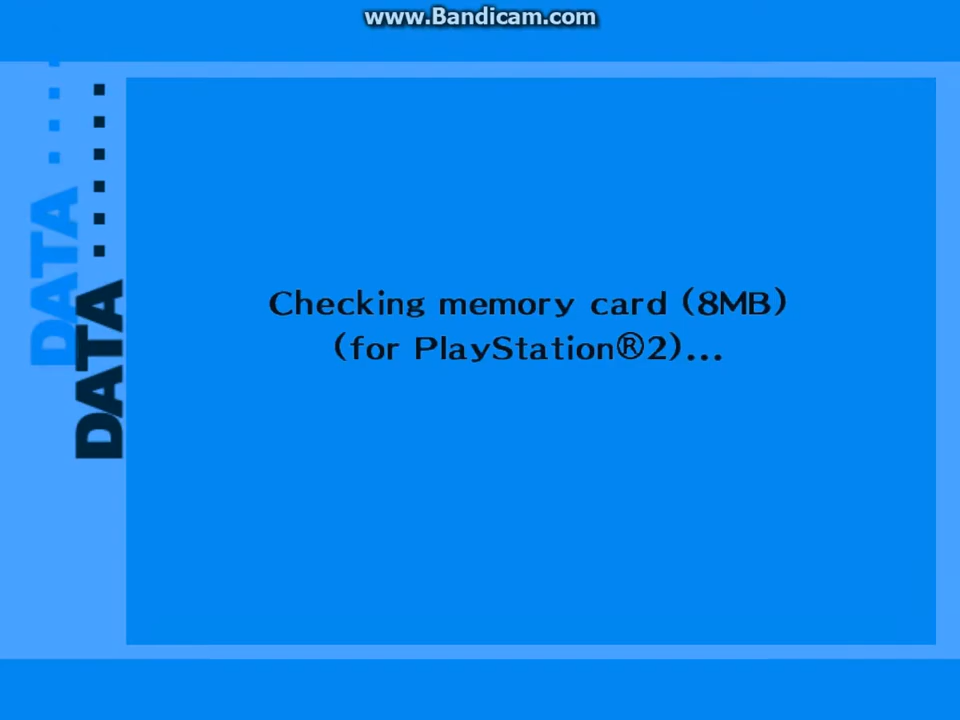 www.Bandicam.com
Checking memory card (8MB)
(for PlayStation®2)...
DATA ......
DATA ....